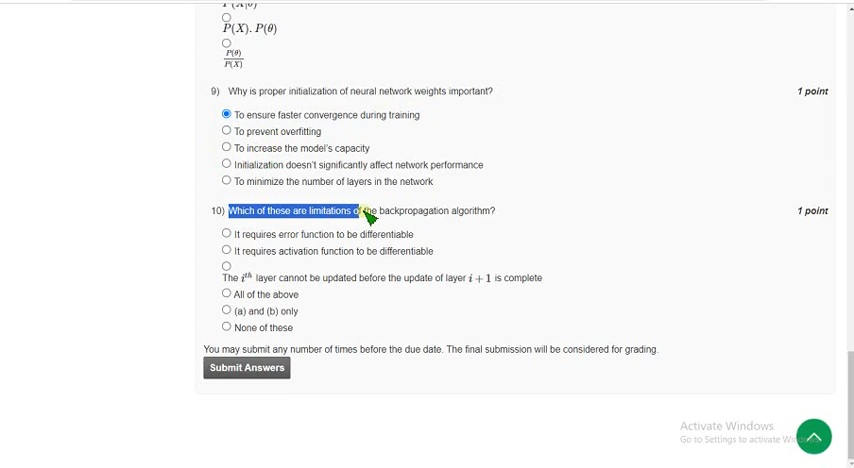 P(X). P(θ)
P(θ)
P(X)
9) Why is proper initialization of neural network weights important? 1 point
To ensure faster convergence during training
To prevent overfitting
To increase the model's capacity
Initialization doesn't significantly affect network performance
To minimize the number of layers in the network
10) Which of these are limitations of the backpropagation algorithm? 1 point
It requires error function to be differentiable
It requires activation function to be differentiable
The iᵗʰ layer cannot be updated before the update of layer i + 1 is complete
All of the above
(a) and (b) only
None of these
You may submit any number of times before the due date. The final submission will be considered for grading.
Submit Answers
Activate Windows
Go to Settings to activate